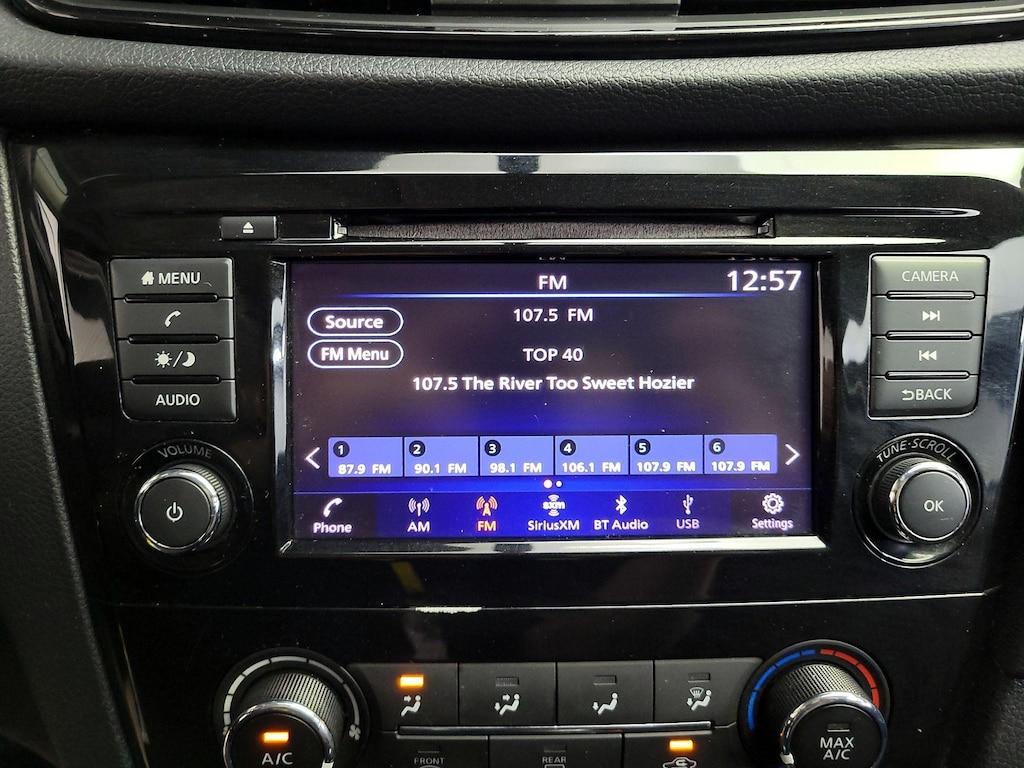 MENU
AUDIO
VOLUME
FM
12:57
Source
107.5 FM
FM Menu
TOP 40
107.5 The River Too Sweet Hozier
1 2 3 4 5 6
87.9 FM 90.1 FM 98.1 FM 106.1 FM 107.9 FM 107.9 FM
Phone AM FM SiriusXM BT Audio USB Settings
sxm
CAMERA
BACK
TUNE·SCROLL
OK
A/C
FRONT
REAR
MAX
A/C